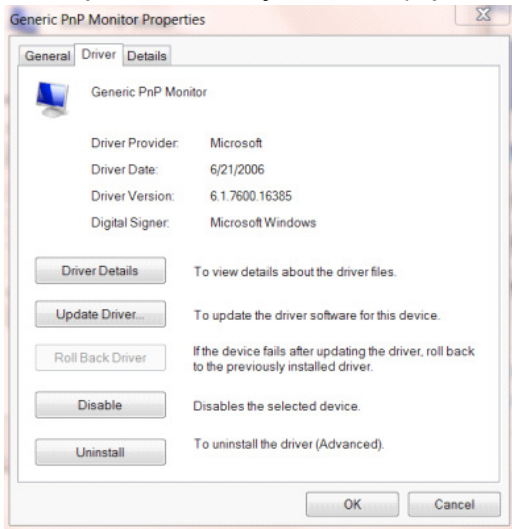 Generic PnP Monitor Properties
General Driver Details
Generic PnP Monitor
Driver Provider: Microsoft
Driver Date: 6/21/2006
Driver Version: 6.1.7600.16385
Digital Signer: Microsoft Windows
Driver Details To view details about the driver files.
Update Driver... To update the driver software for this device.
Roll Back Driver If the device fails after updating the driver, roll back
to the previously installed driver.
Disable Disables the selected device.
Uninstall To uninstall the driver (Advanced).
OK Cancel